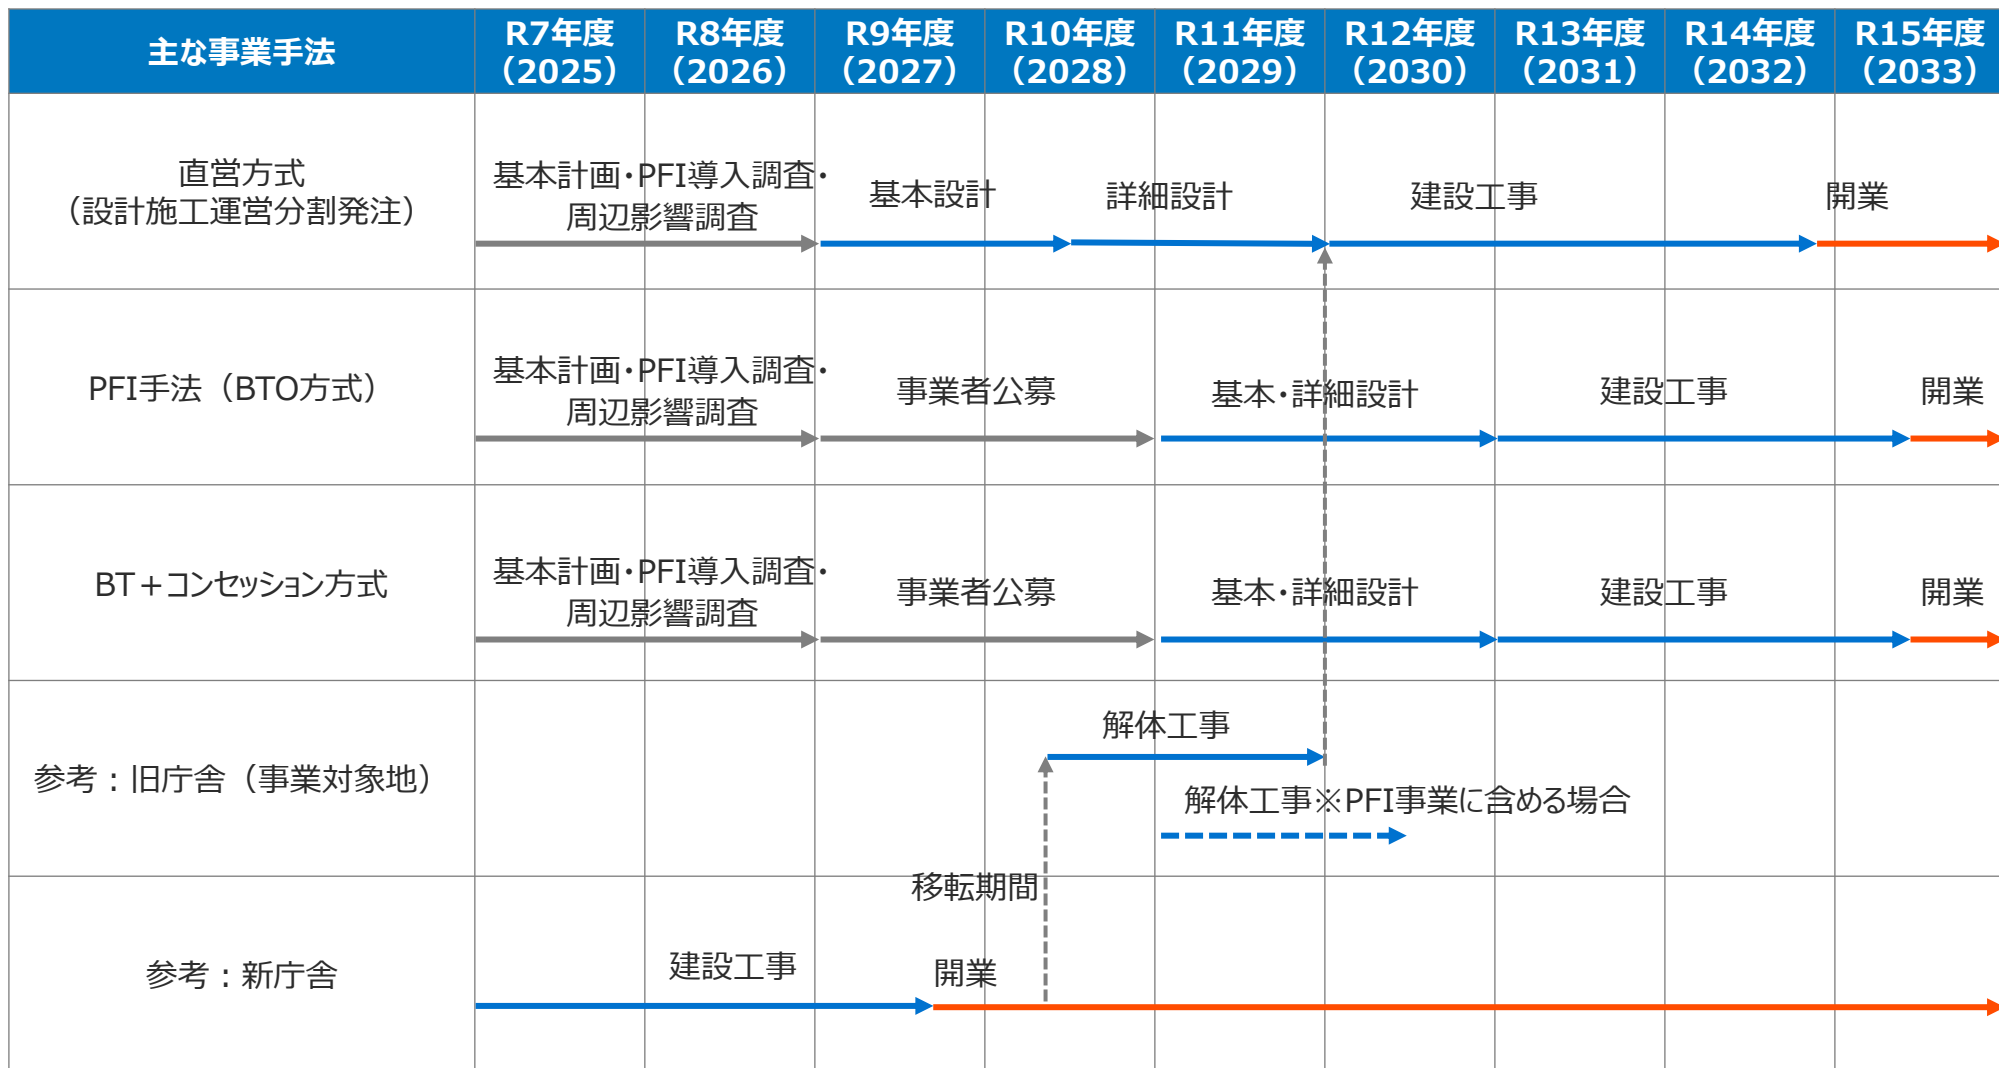 主な事業手法
R7年度
（2025）
R8年度
（2026）
R9年度
（2027）
R10年度
（2028）
R11年度
（2029）
R12年度
（2030）
R13年度
（2031）
R14年度
（2032）
R15年度
（2033）
直営方式
（設計施工運営分割発注）
基本計画・PFI導入調査・
周辺影響調査
基本設計
詳細設計
建設工事
開業
PFI手法（BTO方式）
基本計画・PFI導入調査・
周辺影響調査
事業者公募
基本・詳細設計
建設工事
開業
BT＋コンセッション方式
基本計画・PFI導入調査・
周辺影響調査
事業者公募
基本・詳細設計
建設工事
開業
参考：旧庁舎（事業対象地）
解体工事
解体工事※PFI事業に含める場合
移転期間
参考：新庁舎
建設工事
開業